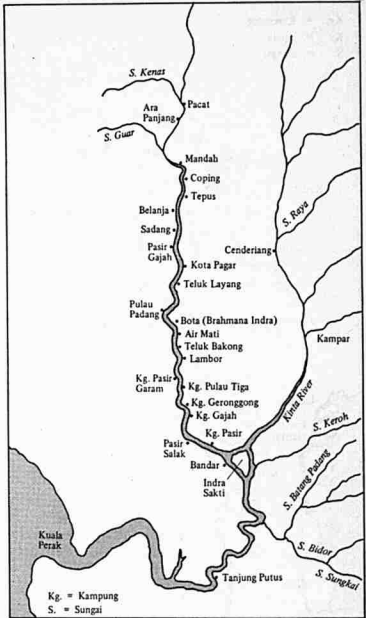 S. Kenas
Ara
Panjang
Pacat
S. Guar
Mandah
Coping
Tepus
Belanja
S. Raya
Sadang
Pasir
Gajah
Cenderiang
Kota Pagar
Teluk Layang
Pulau
Padang
Bota (Brahmana Indra)
Air Mati
Kampar
Teluk Bakong
Lambor
Kg. Pasir
Garam
Kg. Pulau Tiga
Kinta River
Kg. Geronggong
Kg. Gajah
S. Keroh
Kg. Pasir
Pasir
Salak
Bandar
Indra
Sakti
S. Batang Padang
Kuala
Perak
S. Bidor
S. Sungkai
Tanjung Putus
Kg. = Kampung
S. = Sungai